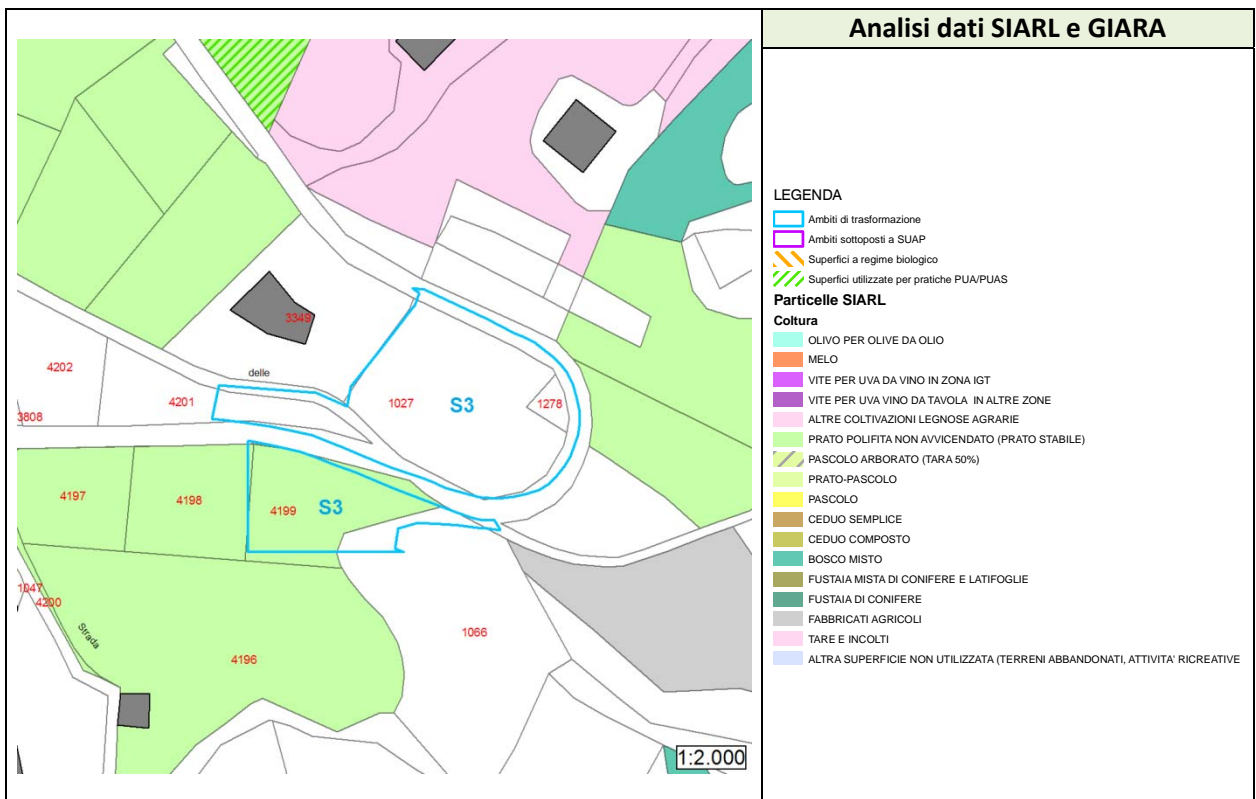 Analisi dati SIARL e GIARA
3349
4202
delle
4201
1027
S3
1278
3808
4197
4198
4199
S3
1047
4200
Strada
1066
4196
1:2.000
LEGENDA
Ambiti di trasformazione
Ambiti sottoposti a SUAP
Superfici a regime biologico
Superfici utilizzate per pratiche PUA/PUAS
Particelle SIARL
Coltura
OLIVO PER OLIVE DA OLIO
MELO
VITE PER UVA DA VINO IN ZONA IGT
VITE PER UVA VINO DA TAVOLA IN ALTRE ZONE
ALTRE COLTIVAZIONI LEGNOSE AGRARIE
PRATO POLIFITA NON AVVICENDATO (PRATO STABILE)
PASCOLO ARBORATO (TARA 50%)
PRATO-PASCOLO
PASCOLO
CEDUO SEMPLICE
CEDUO COMPOSTO
BOSCO MISTO
FUSTAIA MISTA DI CONIFERE E LATIFOGLIE
FUSTAIA DI CONIFERE
FABBRICATI AGRICOLI
TARE E INCOLTI
ALTRA SUPERFICIE NON UTILIZZATA (TERRENI ABBANDONATI, ATTIVITA' RICREATIVE